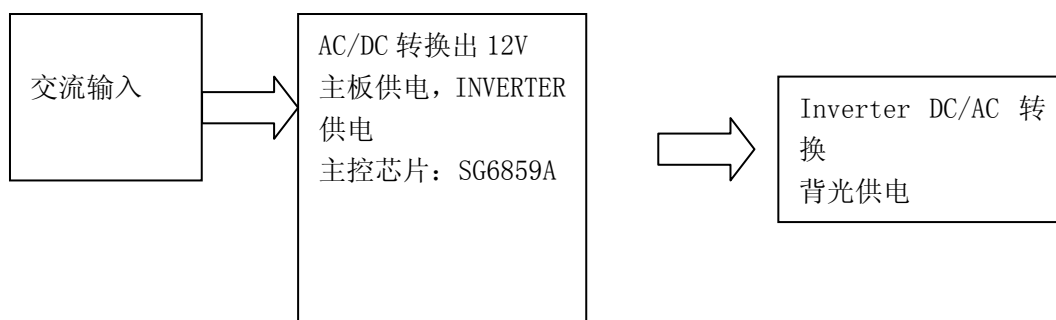 交流输入
AC/DC 转换出 12V
主板供电，INVERTER
供电
主控芯片：SG6859A
Inverter DC/AC 转
换
背光供电